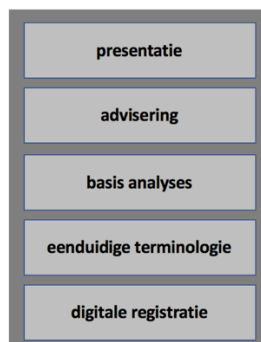 presentatie
advisering
basis analyses
eenduidige terminologie
digitale registratie